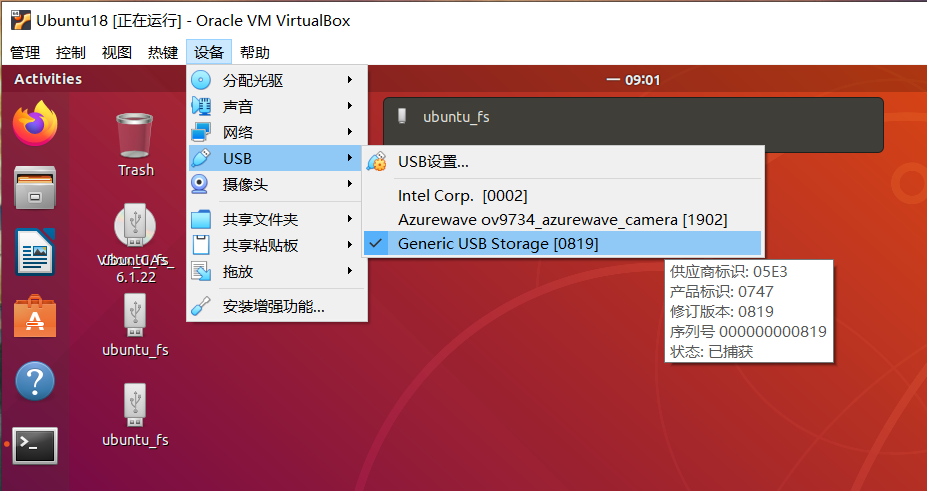 Ubuntu18 [正在运行] - Oracle VM VirtualBox
管理 控制 视图 热键 设备 帮助
Activities
一 09:01
分配光驱
声音
网络
USB
摄像头
共享文件夹
共享粘贴板
拖放
安装增强功能...
USB设置...
Intel Corp. [0002]
Azurewave ov9734_azurewave_camera [1902]
Generic USB Storage [0819]
供应商标识: 05E3
产品标识: 0747
修订版本: 0819
序列号 000000000819
状态: 已捕获
ubuntu_fs
Trash
6.1.22
ubuntu_fs
ubuntu_fs